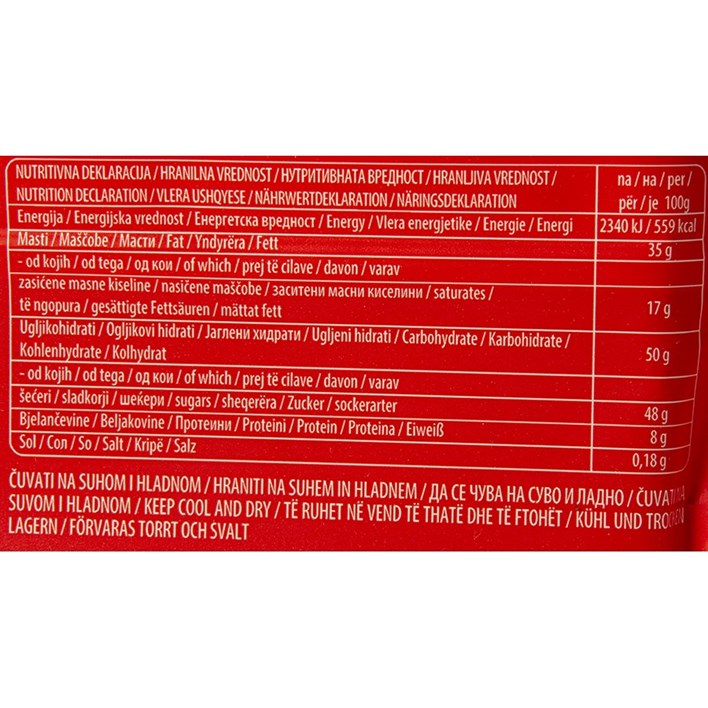 NUTRITIVNA DEKLARACIJA / HRANILNA VREDNOST / НУТРИТИВНАТА ВРЕДНОСТ / HRANLJIVA VREDNOST /
NUTRITION DECLARATION / VLERA USHQYESE / NÄHRWERTDEKLARATION / NÄRINGSDEKLARATION
na / на / per /
për / je 100g
Energija / Energijska vrednost / Енергетска вредност / Energy / Vlera energjetike / Energie / Energi
2340 kJ / 559 kcal
Masti / Maščobe / Масти / Fat / Yndyrëra / Fett
35 g
- od kojih / od tega / од кои / of which / prej të cilave / davon / varav
zasićene masne kiseline / nasičene maščobe / заситени масни киселини / saturates /
të ngopura / gesättigte Fettsäuren / mättat fett
17 g
Ugljikohidrati / Ogljikovi hidrati / Јаглени хидрати / Ugljeni hidrati / Carbohydrate / Karbohidrate /
Kohlenhydrate / Kolhydrat
50 g
- od kojih / od tega / од кои / of which / prej të cilave / davon / varav
šećeri / sladkorji / шеќери / sugars / sheqerëra / Zucker / sockerarter
48 g
Bjelančevine / Beljakovine / Протеини / Proteini / Protein / Proteina / Eiweiß
8 g
Sol / Сол / So / Salt / Kripë / Salz
0,18 g
ČUVATI NA SUHOM I HLADNOM / HRANITI NA SUHEM IN HLADNEM / ДА СЕ ЧУВА НА СУВО И ЛАДНО / ČUVATI NA
SUVOM I HLADNOM / KEEP COOL AND DRY / TË RUHET NË VEND TË THATË DHE TË FTOHËT / KÜHL UND TROCKEN
LAGERN / FÖRVARAS TORRT OCH SVALT